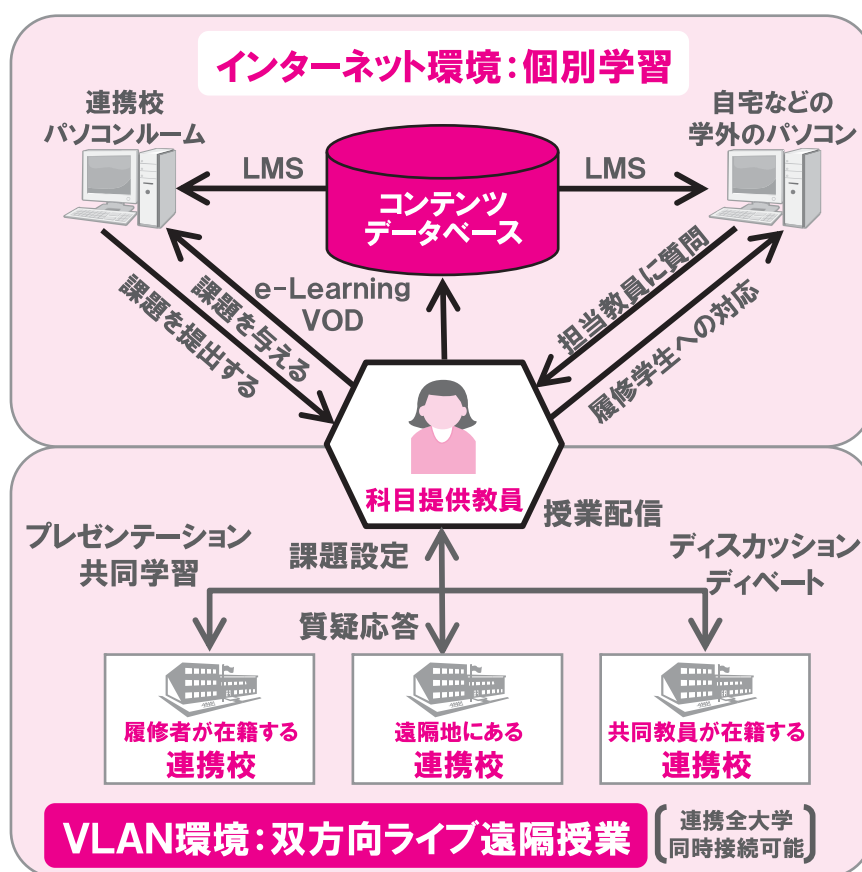 インターネット環境：個別学習
連携校
パソコンルーム
自宅などの
学外のパソコン
LMS
LMS
コンテンツ
データベース
e-Learning
VOD
課題を与える
課題を提出する
担当教員に質問
履修学生への対応
科目提供教員
授業配信
プレゼンテーション
共同学習
課題設定
ディスカッション
ディベート
質疑応答
履修者が在籍する
連携校
遠隔地にある
連携校
共同教員が在籍する
連携校
VLAN環境：双方向ライブ遠隔授業
連携全大学
同時接続可能